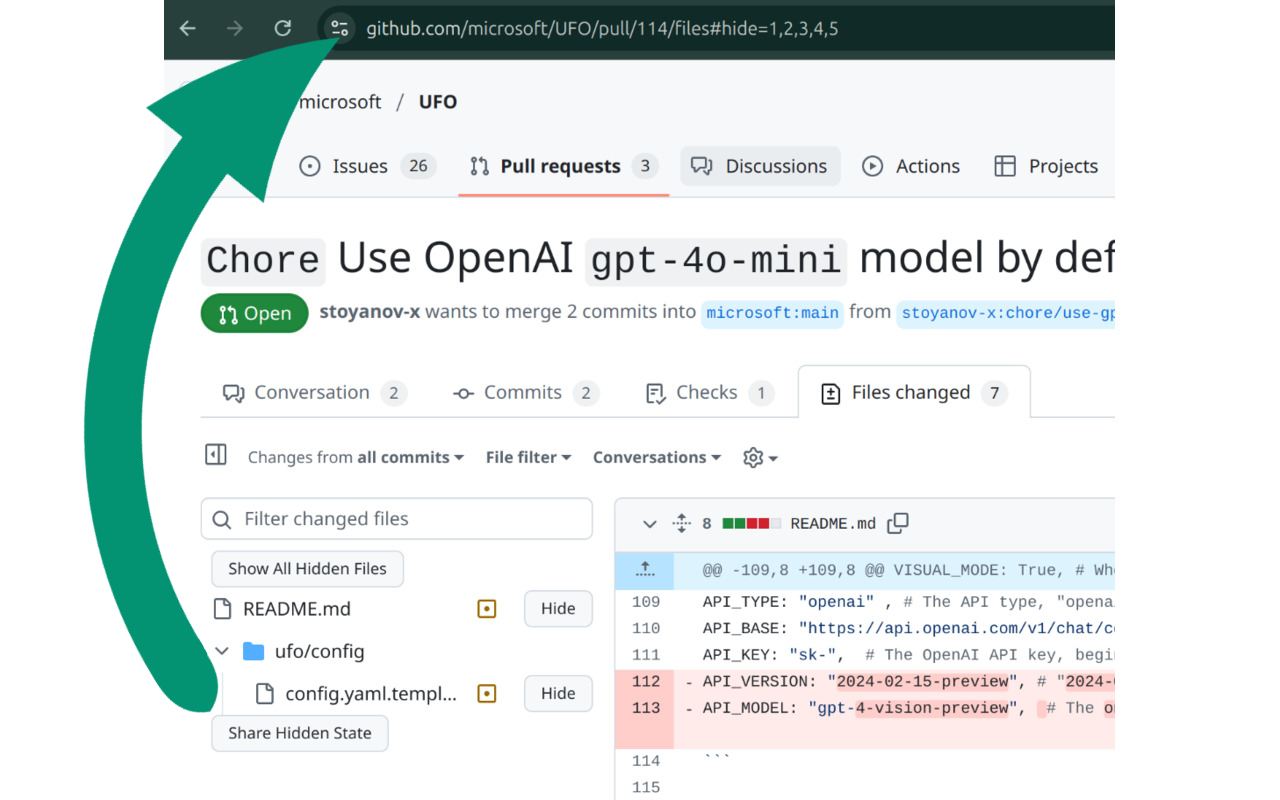 github.com/microsoft/UFO/pull/114/files#hide=1,2,3,4,5
microsoft / UFO
Issues 26 Pull requests 3 Discussions Actions Projects
Chore Use OpenAI gpt-4o-mini model by def
Open stoyanov-x wants to merge 2 commits into microsoft:main from stoyanov-x:chore/use-gp
Conversation 2 Commits 2 Checks 1 Files changed 7
Changes from all commits File filter Conversations
Filter changed files
8 README.md
Show All Hidden Files
@@ -109,8 +109,8 @@ VISUAL_MODE: True, # Wh
README.md Hide
109 API_TYPE: "openai" , # The API type, "opena
110 API_BASE: "https://api.openai.com/v1/chat/c
ufo/config
111 API_KEY: "sk-", # The OpenAI API key, begi
112 - API_VERSION: "2024-02-15-preview", # "2024-
config.yaml.templ... Hide
113 - API_MODEL: "gpt-4-vision-preview", # The o
Share Hidden State
114 ```
115